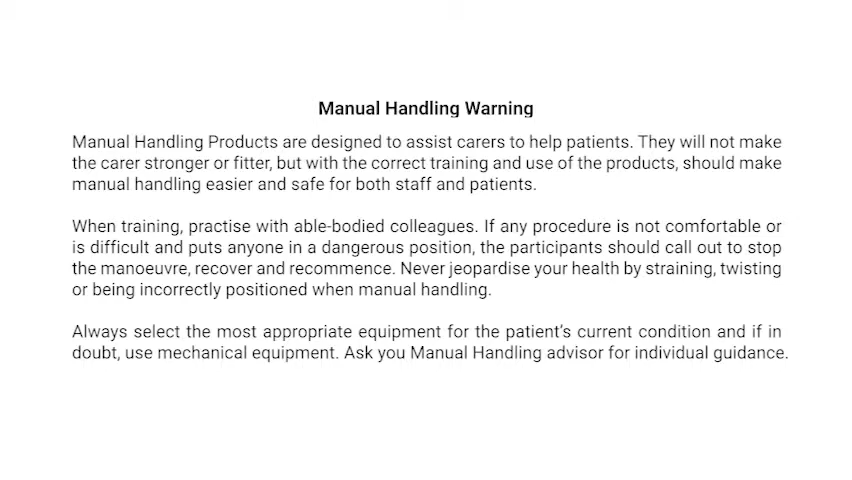 Manual Handling Warning
Manual Handling Products are designed to assist carers to help patients. They will not make
the carer stronger or fitter, but with the correct training and use of the products, should make
manual handling easier and safe for both staff and patients.
When training, practise with able-bodied colleagues. If any procedure is not comfortable or
is difficult and puts anyone in a dangerous position, the participants should call out to stop
the manoeuvre, recover and recommence. Never jeopardise your health by straining, twisting
or being incorrectly positioned when manual handling.
Always select the most appropriate equipment for the patient's current condition and if in
doubt, use mechanical equipment. Ask you Manual Handling advisor for individual guidance.